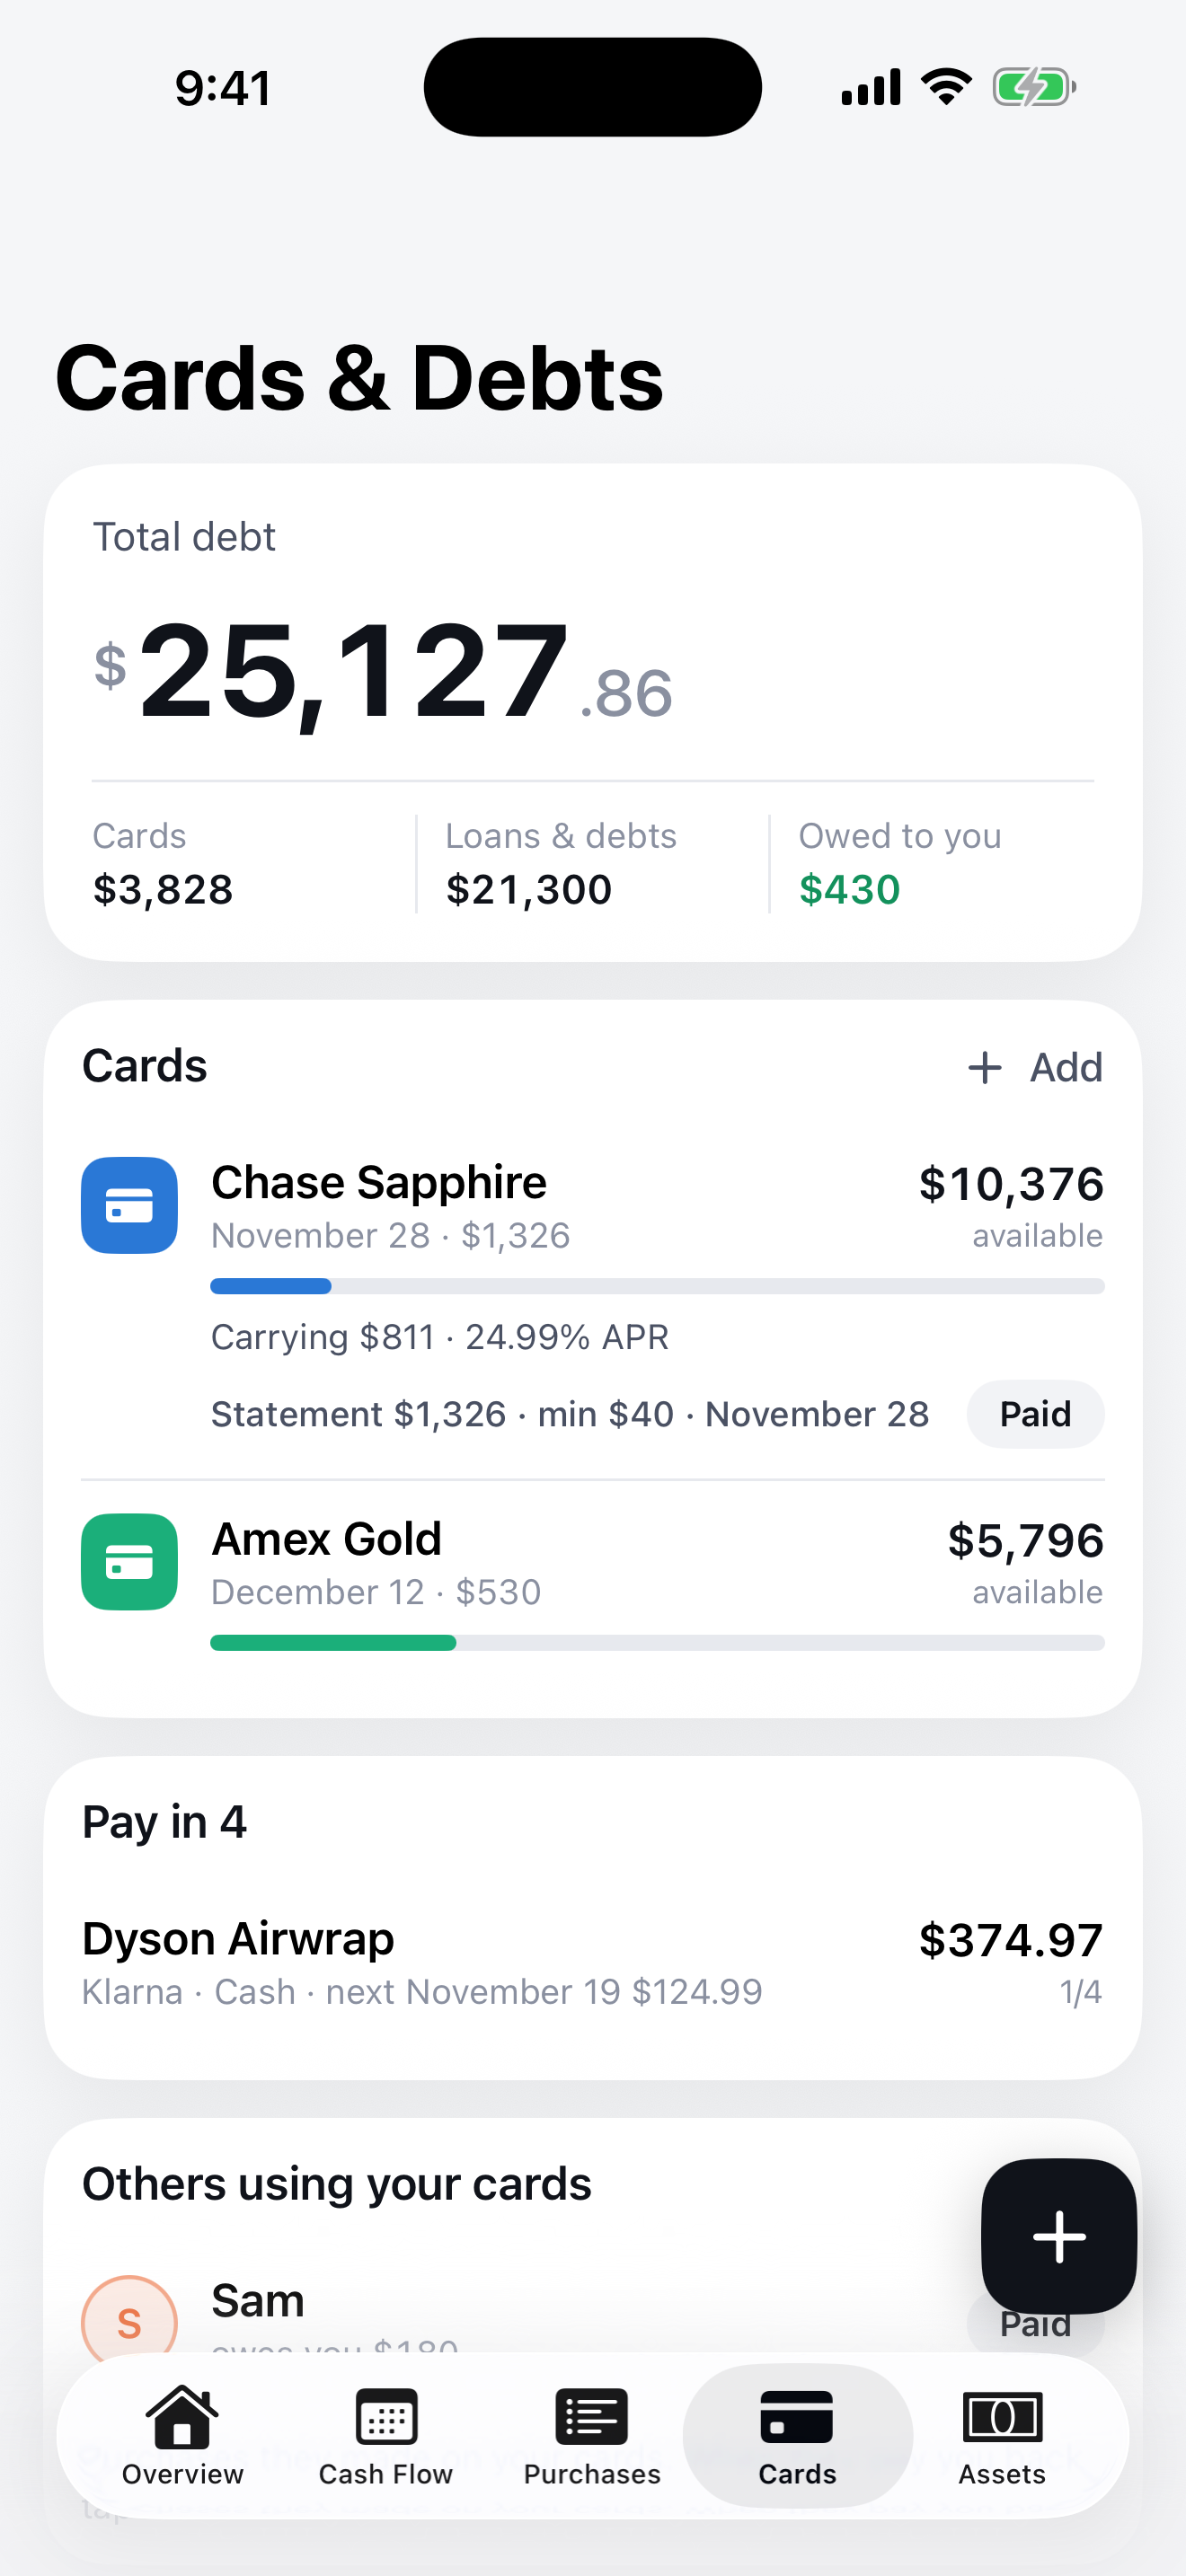 9:41
Cards & Debts
Total debt
$25,127.86
Cards
$3,828
Loans & debts
$21,300
Owed to you
$430
Cards
+ Add
Chase Sapphire
$10,376
November 28 · $1,326
available
Carrying $811 · 24.99% APR
Statement $1,326 · min $40 · November 28
Paid
Amex Gold
$5,796
December 12 · $530
available
Pay in 4
Dyson Airwrap
$374.97
Klarna · Cash · next November 19 $124.99
1/4
Others using your cards
S
Sam
Paid
owes you $180
Overview
Cash Flow
Purchases
Cards
Assets